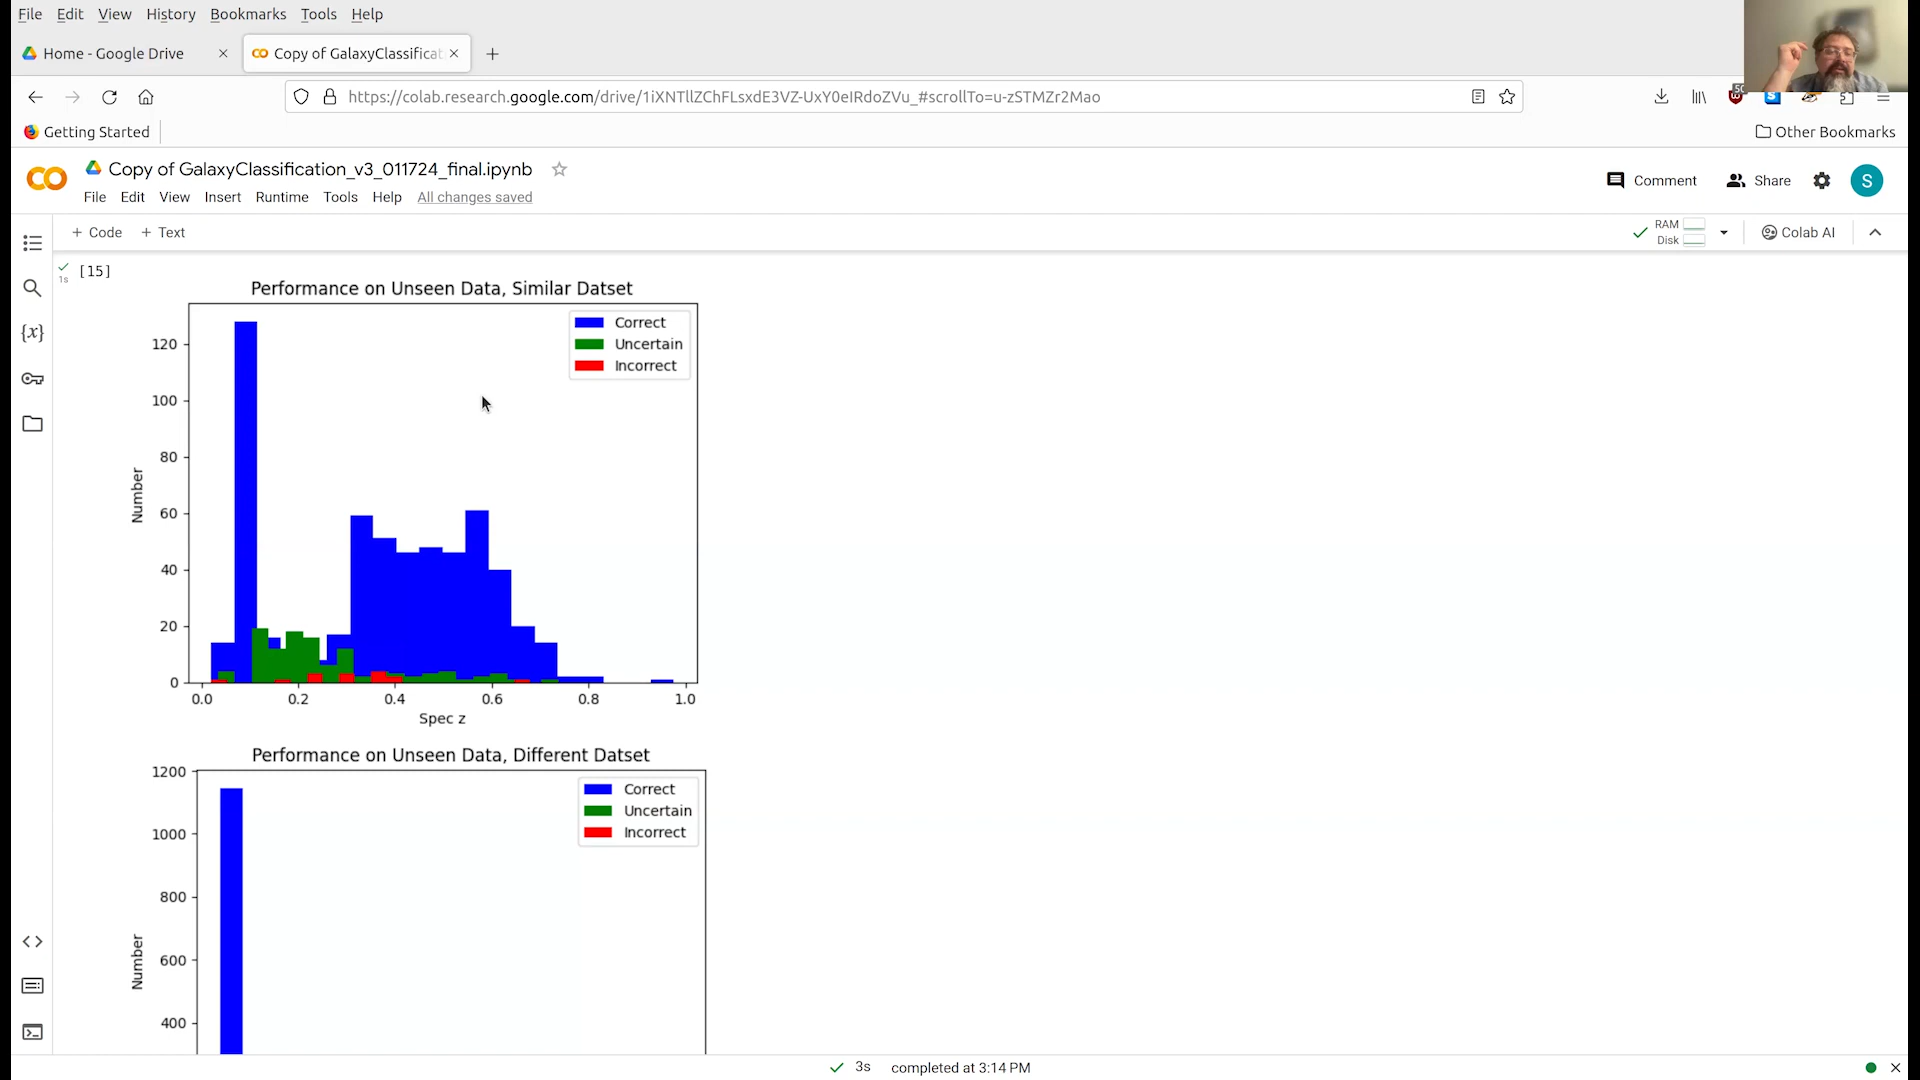 File Edit View History Bookmarks Tools Help
Home - Google Drive
Copy of GalaxyClassificat
https://colab.research.google.com/drive/1iXNTllZChFLsxdE3VZ-UxY0eIRdoZVu_#scrollTo=u-zSTMZr2Mao
50
Getting Started
Other Bookmarks
Copy of GalaxyClassification_v3_011724_final.ipynb
File Edit View Insert Runtime Tools Help All changes saved
Comment
Share
S
+ Code + Text
RAM
Disk
Colab AI
1s
[15]
{x}
Performance on Unseen Data, Similar Datset
Correct
Uncertain
Incorrect
120
100
80
60
40
20
0
Number
0.0 0.2 0.4 0.6 0.8 1.0
Spec z
Performance on Unseen Data, Different Datset
Correct
Uncertain
Incorrect
1200
1000
800
600
400
Number
3s completed at 3:14 PM